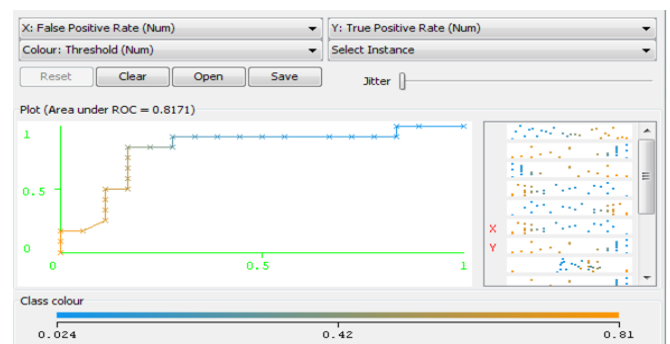 X: False Positive Rate (Num) Y: True Positive Rate (Num)
Colour: Threshold (Num) Select Instance
Reset Clear Open Save Jitter
Plot (Area under ROC = 0.8171)
1
0.5
X
Y
0
0 0.5 1
Class colour
0.024 0.42 0.81